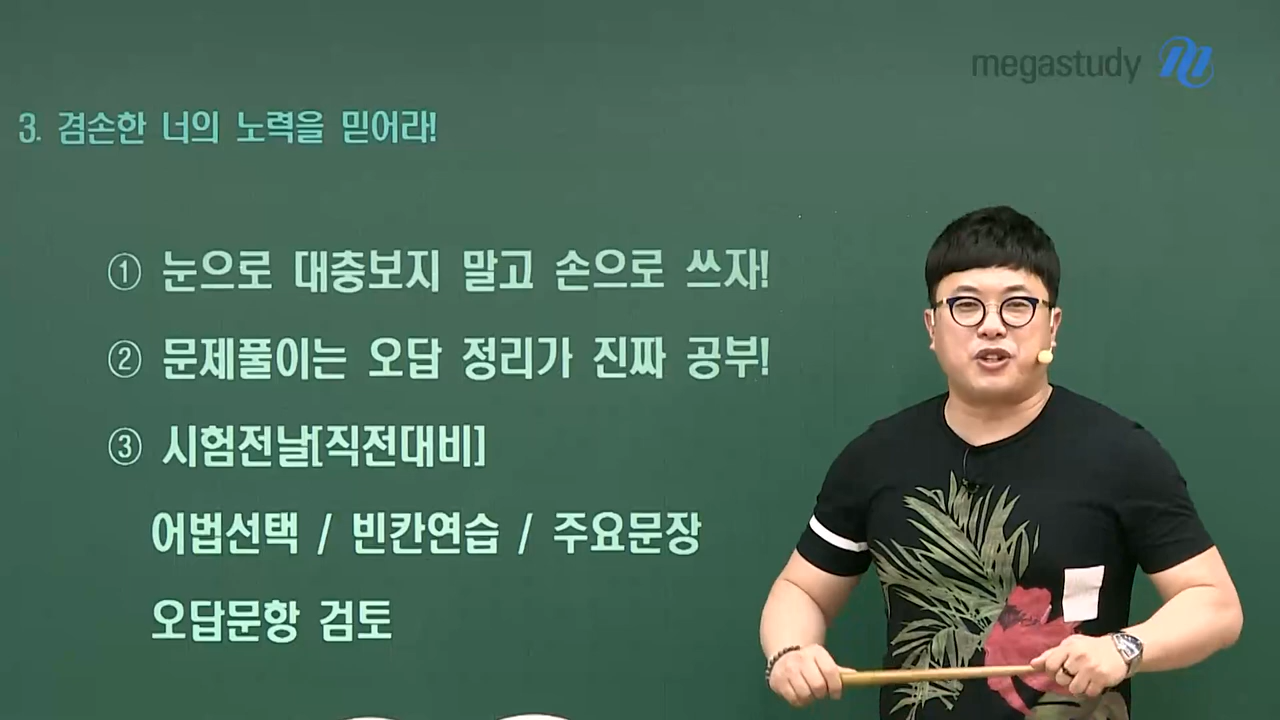 megastudy
3. 겸손한 너의 노력을 믿어라!
① 눈으로 대충보지 말고 손으로 쓰자!
② 문제풀이는 오답 정리가 진짜 공부!
③ 시험전날[직전대비]
어법선택 / 빈칸연습 / 주요문장
오답문항 검토